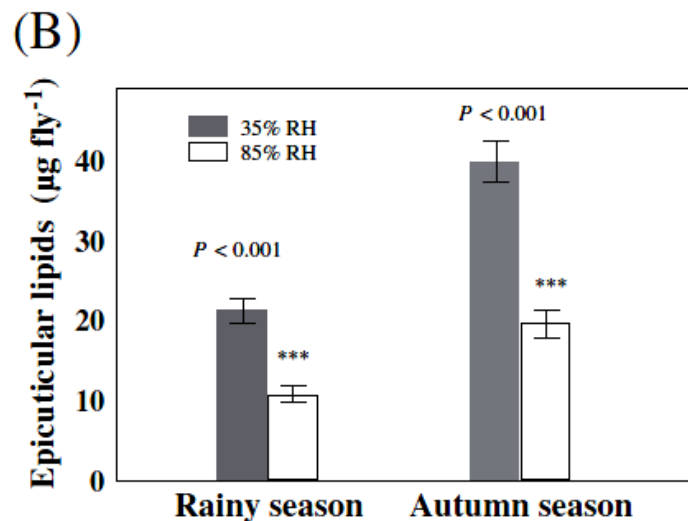 (B)
Epicuticular lipids (µg fly⁻¹)
35% RH
85% RH
P < 0.001
P < 0.001
***
***
40
30
20
10
0
Rainy season
Autumn season